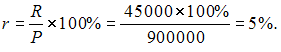 r = R/P × 100% = 45000×100%/900000 = 5%.